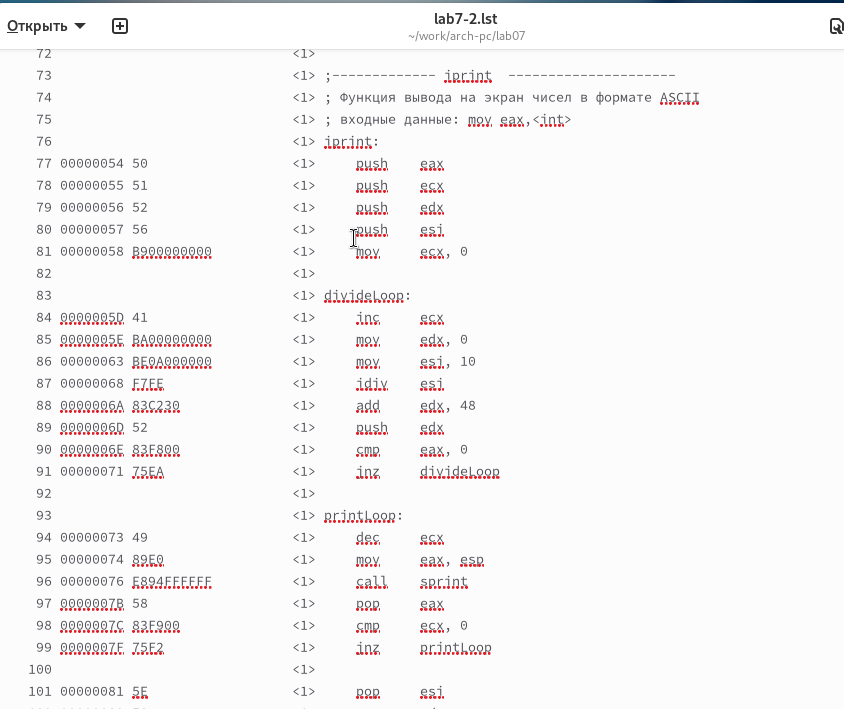 Открыть
lab7-2.lst
~/work/arch-pc/lab07
72 <1>
73 <1> ;------------- iprint ---------------------
74 <1> ; Функция вывода на экран чисел в формате ASCII
75 <1> ; входные данные: mov eax,<int>
76 <1> iprint:
77 00000054 50 <1> push eax
78 00000055 51 <1> push ecx
79 00000056 52 <1> push edx
80 00000057 56 <1> push esi
81 00000058 B900000000 <1> mov ecx, 0
82 <1>
83 <1> divideLoop:
84 0000005D 41 <1> inc ecx
85 0000005E BA00000000 <1> mov edx, 0
86 00000063 BE0A000000 <1> mov esi, 10
87 00000068 F7FE <1> idiv esi
88 0000006A 83C230 <1> add edx, 48
89 0000006D 52 <1> push edx
90 0000006E 83F800 <1> cmp eax, 0
91 00000071 75EA <1> jnz divideLoop
92 <1>
93 <1> printLoop:
94 00000073 49 <1> dec ecx
95 00000074 89E0 <1> mov eax, esp
96 00000076 E894FFFFFF <1> call sprint
97 0000007B 58 <1> pop eax
98 0000007C 83F900 <1> cmp ecx, 0
99 0000007F 75F2 <1> jnz printLoop
100 <1>
101 00000081 5E <1> pop esi